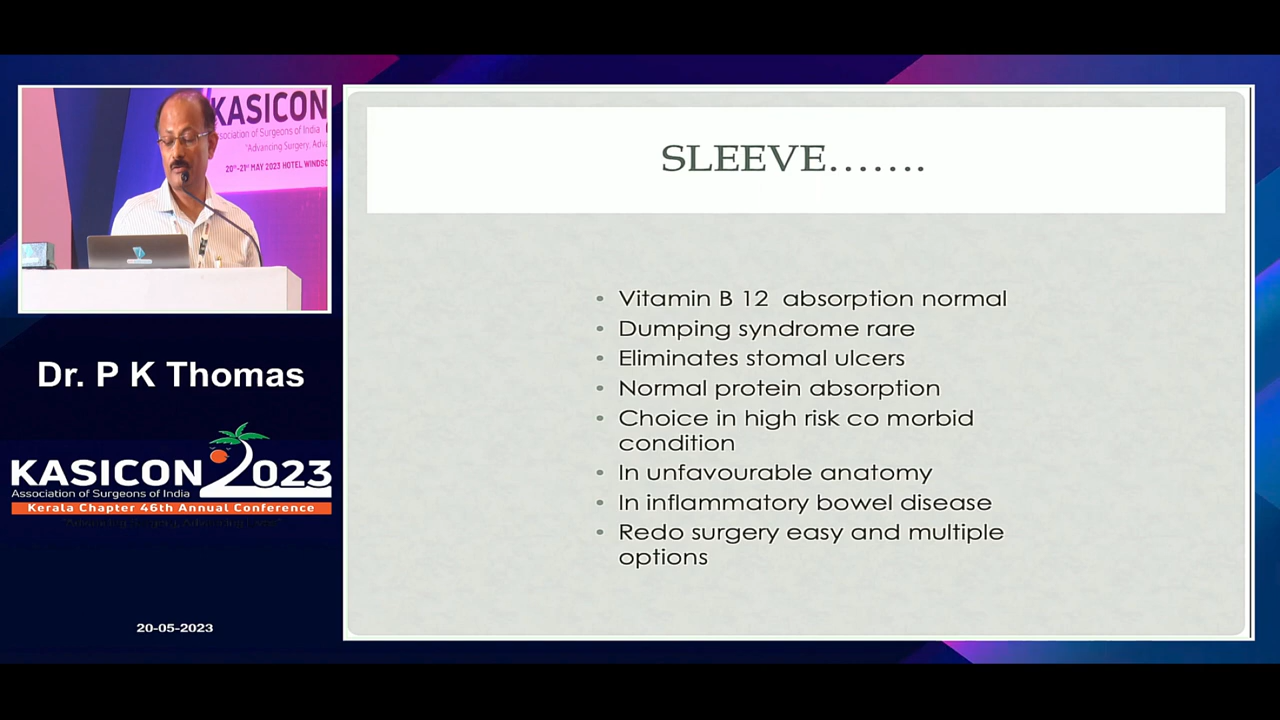 KASICON
Association of Surgeons of India
"Advancing Surgery, Adva
20th-21st MAY 2023 HOTEL WINDSO
Dr. P K Thomas
KASICON 2023
Association of Surgeons of India
Kerala Chapter 46th Annual Conference
20-05-2023
SLEEVE.......
• Vitamin B 12 absorption normal
• Dumping syndrome rare
• Eliminates stomal ulcers
• Normal protein absorption
• Choice in high risk co morbid
condition
• In unfavourable anatomy
• In inflammatory bowel disease
• Redo surgery easy and multiple
options